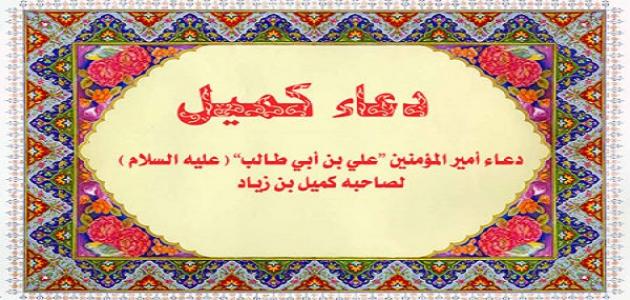 دعاء كميل
دعاء أمير المؤمنين "علي بن أبي طالب" ( عليه السلام )
لصاحبه كميل بن زياد